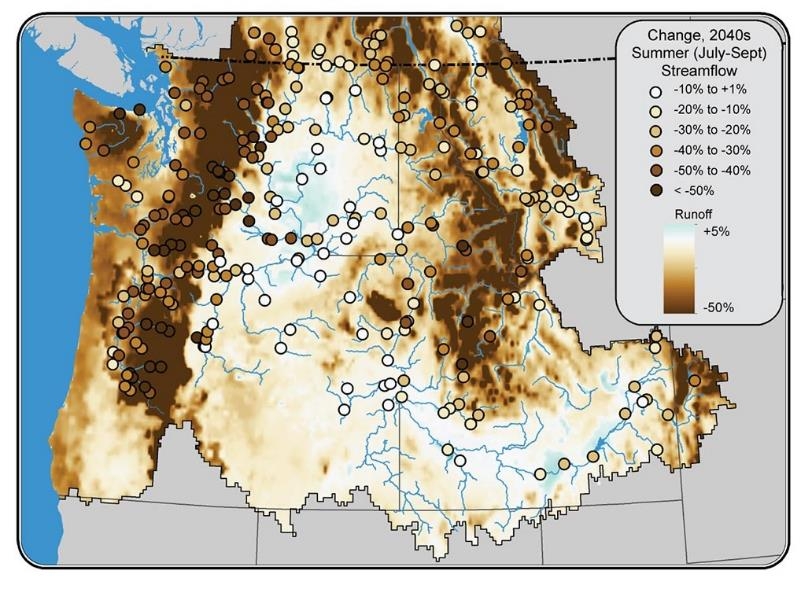 Change, 2040s
Summer (July-Sept)
Streamflow
-10% to +1%
-20% to -10%
-30% to -20%
-40% to -30%
-50% to -40%
< -50%
Runoff
+5%
-50%